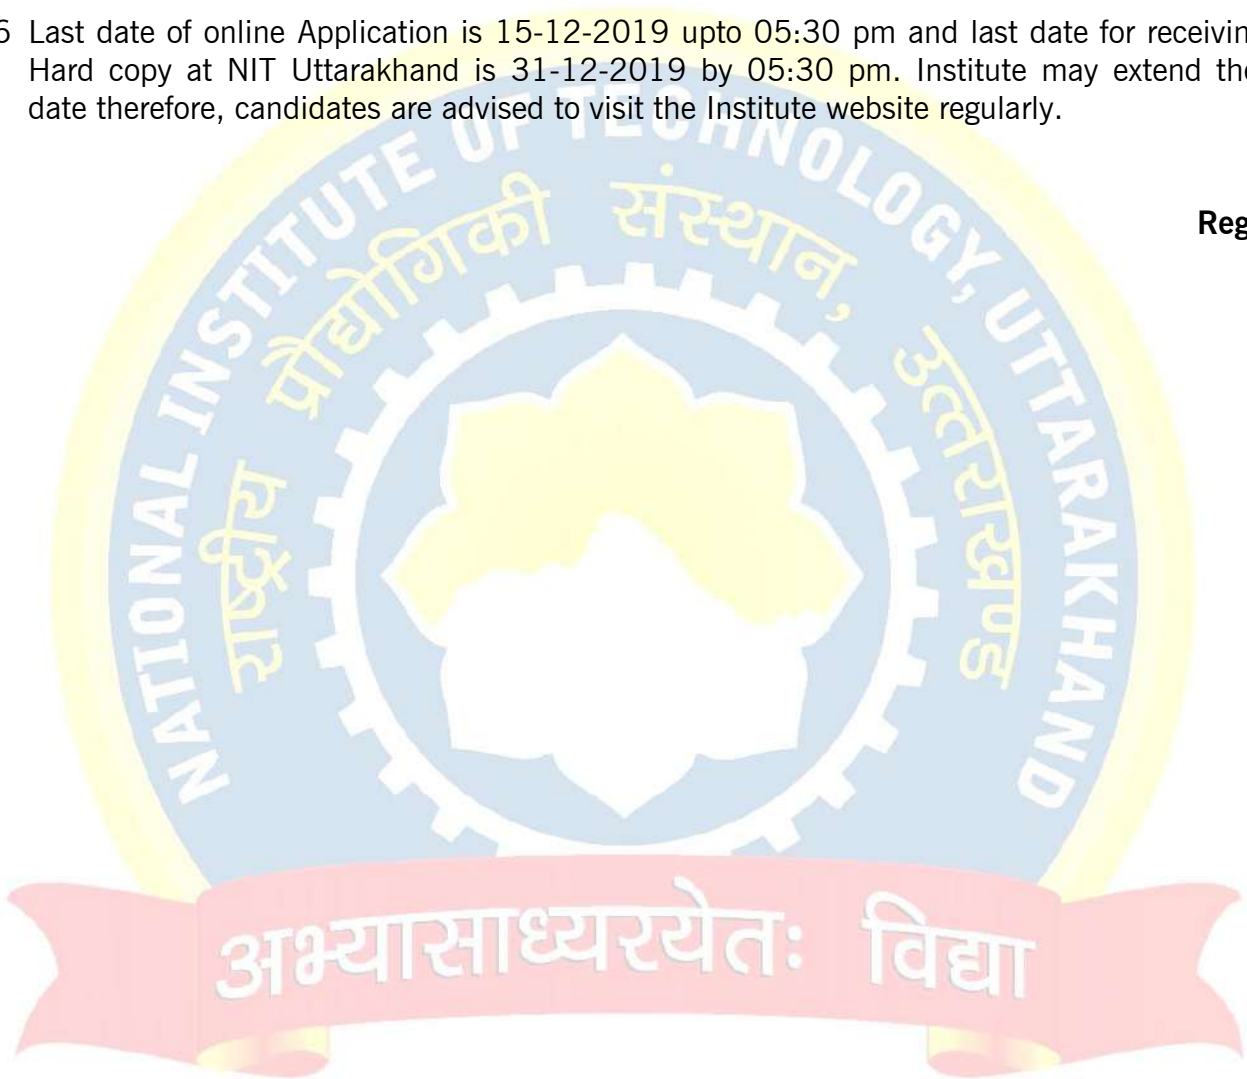 6 Last date of online Application is 15-12-2019 upto 05:30 pm and last date for receivin
Hard copy at NIT Uttarakhand is 31-12-2019 by 05:30 pm. Institute may extend the
date therefore, candidates are advised to visit the Institute website regularly.
Reg
NATIONAL INSTITUTE OF TECHNOLOGY, UTTARAKHAND
राष्ट्रीय प्रौद्योगिकी संस्थान, उत्तराखण्ड
अभ्यासाध्यरयेतः विद्या